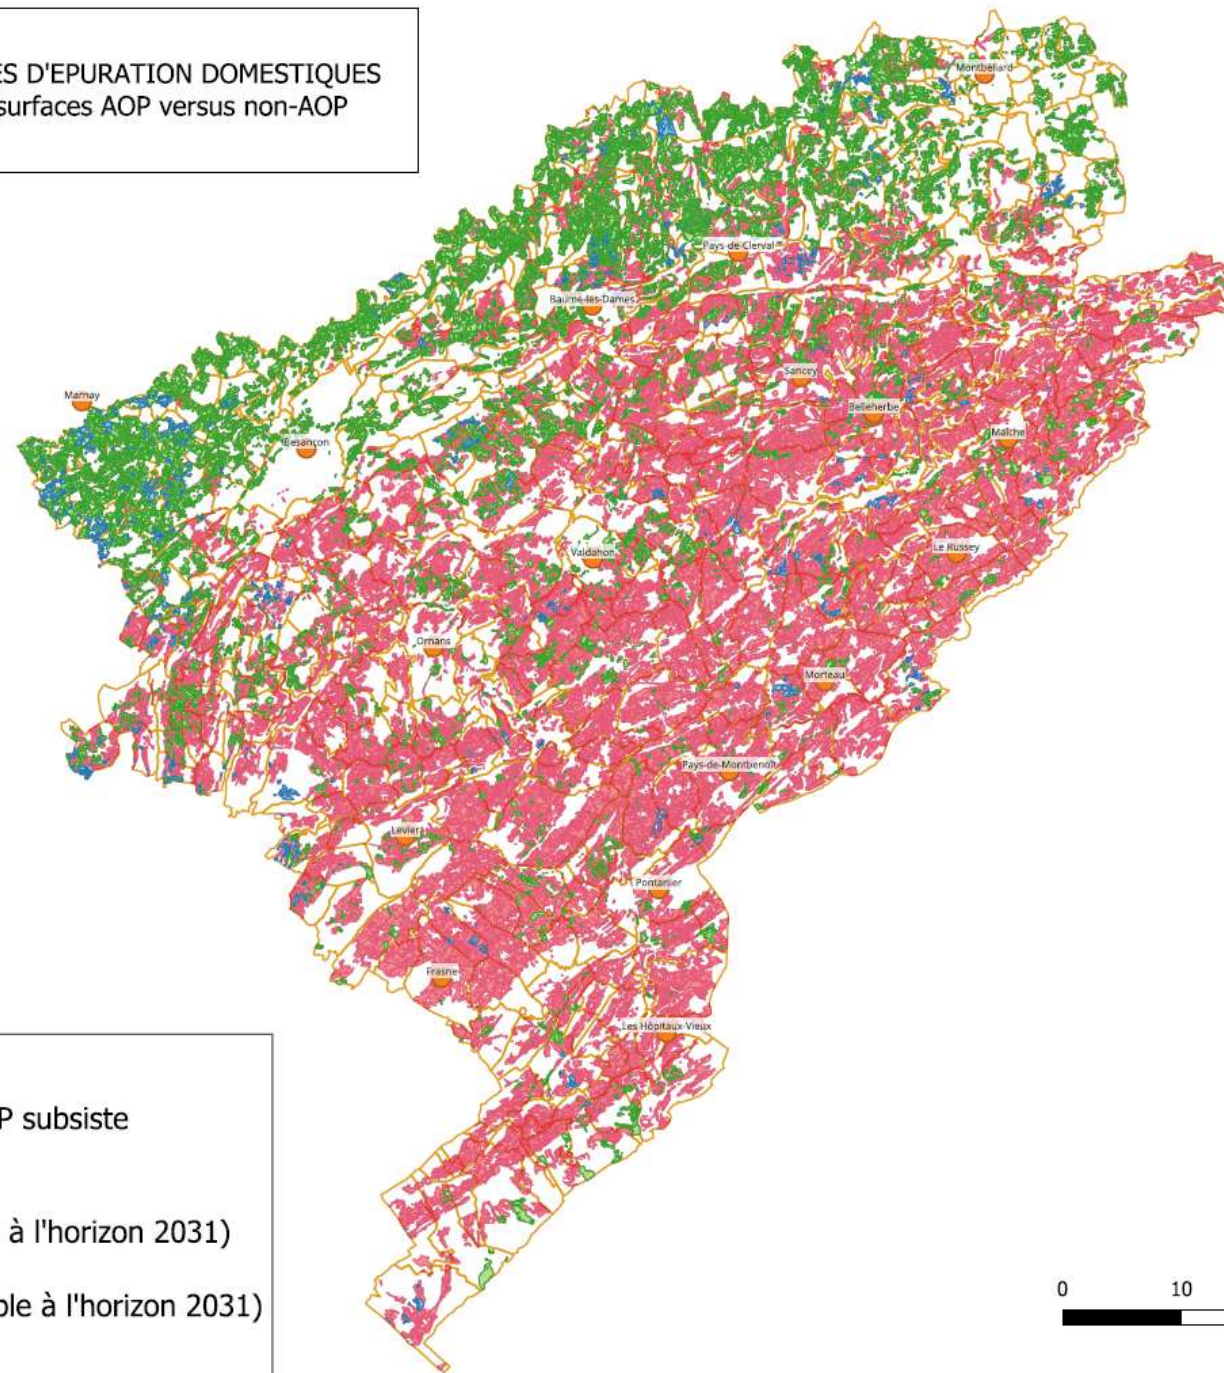 ES D'EPURATION DOMESTIQUES
surfaces AOP versus non-AOP
Montbéliard
Pays-de-Clerval
Baume-les-Dames
Sancey
Marnay
Belleherbe
Maîche
Besançon
Valdahon
Le Russey
Ornans
Morteau
Pays-de-Montbenoît
Levier
Pontarlier
Frasne
Les Hôpitaux-Vieux
P subsiste
à l'horizon 2031)
ple à l'horizon 2031)
0 10